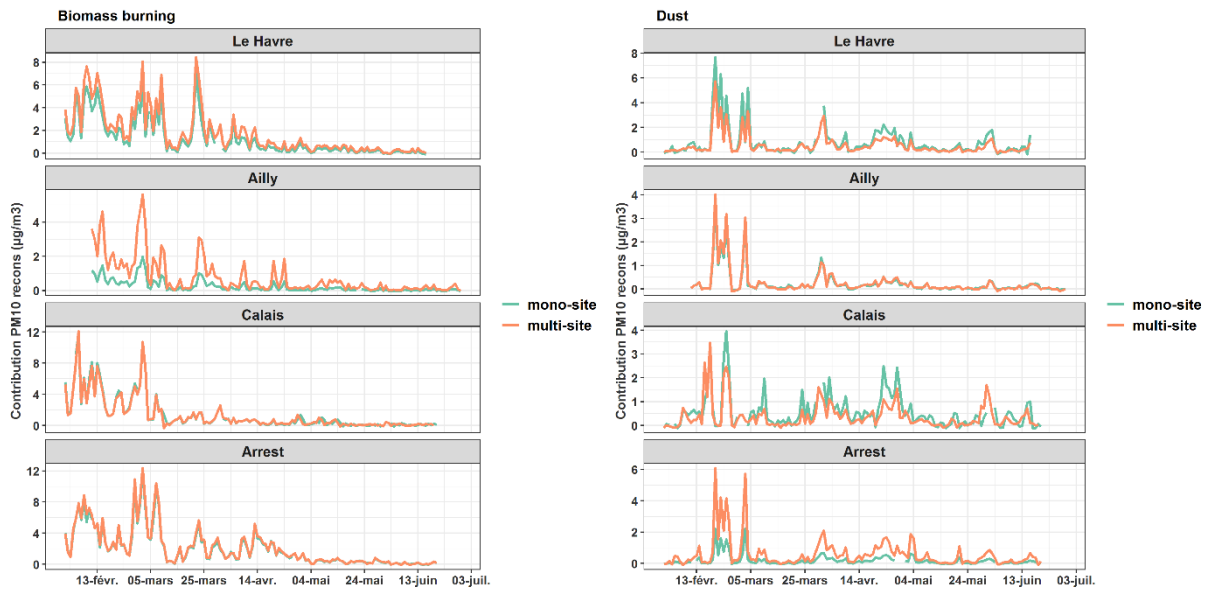 Biomass burning
Contribution PM10 recons (µg/m3)
Le Havre
8
6
4
2
0
Ailly
4
2
0
Calais
12
8
4
0
Arrest
12
8
4
0
13-févr.
05-mars
25-mars
14-avr.
04-mai
24-mai
13-juin
03-juil.
mono-site
multi-site
Dust
Contribution PM10 recons (µg/m3)
Le Havre
8
6
4
2
0
Ailly
4
3
2
1
0
Calais
4
3
2
1
0
Arrest
6
4
2
0
13-févr.
05-mars
25-mars
14-avr.
04-mai
24-mai
13-juin
03-juil.
mono-site
multi-site